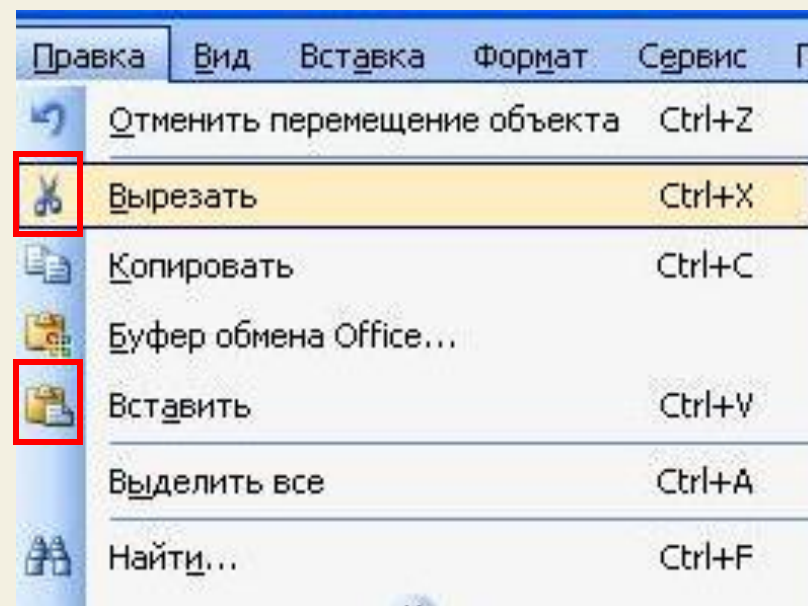 Правка Вид Вставка Формат Сервис
Отменить перемещение объекта Ctrl+Z
Вырезать Ctrl+X
Копировать Ctrl+C
Буфер обмена Office...
Вставить Ctrl+V
Выделить все Ctrl+A
Найти... Ctrl+F